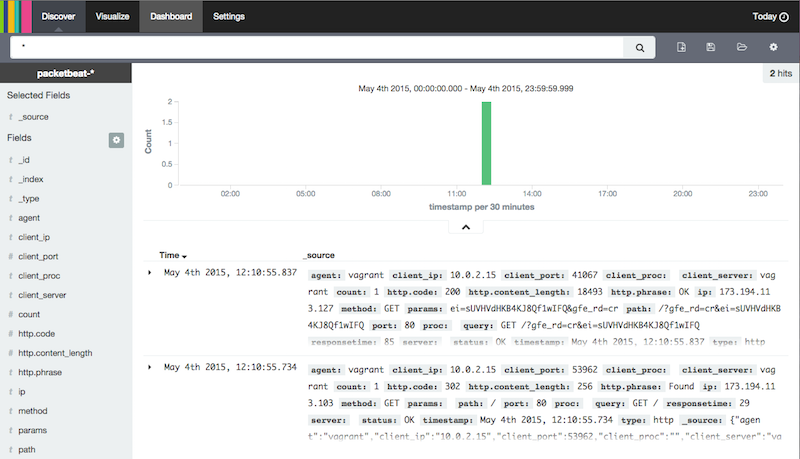 Discover Visualize Dashboard Settings Today
*
packetbeat-*
2 hits
Selected Fields
t _source
Fields
t _id
t _index
t _type
t agent
t client_ip
# client_port
t client_proc
t client_server
# count
# http.code
# http.content_length
t http.phrase
t ip
t method
t params
t path
May 4th 2015, 00:00:00.000 - May 4th 2015, 23:59:59.999
Count
2
1.5
1
0.5
0
02:00 05:00 08:00 11:00 14:00 17:00 20:00 23:00
timestamp per 30 minutes
Time _source
May 4th 2015, 12:10:55.837
agent: vagrant client_ip: 10.0.2.15 client_port: 41067 client_proc: client_server: vag
rant count: 1 http.code: 200 http.content_length: 18493 http.phrase: OK ip: 173.194.11
3.127 method: GET params: ei=sUVHVdHKB4KJ8Qf1wIFQ&gfe_rd=cr path: /?gfe_rd=cr&ei=sUVHVdHKB
4KJ8Qf1wIFQ port: 80 proc: query: GET /?gfe_rd=cr&ei=sUVHVdHKB4KJ8Qf1wIFQ
responsetime: 85 server: status: OK timestamp: May 4th 2015, 12:10:55.837 type: http
May 4th 2015, 12:10:55.734
agent: vagrant client_ip: 10.0.2.15 client_port: 53962 client_proc: client_server: vag
rant count: 1 http.code: 302 http.content_length: 256 http.phrase: Found ip: 173.194.11
3.103 method: GET params: path: / port: 80 proc: query: GET / responsetime: 29
server: status: OK timestamp: May 4th 2015, 12:10:55.734 type: http _source: {"agen
t":"vagrant","client_ip":"10.0.2.15","client_port":53962,"client_proc":"","client_server":"va